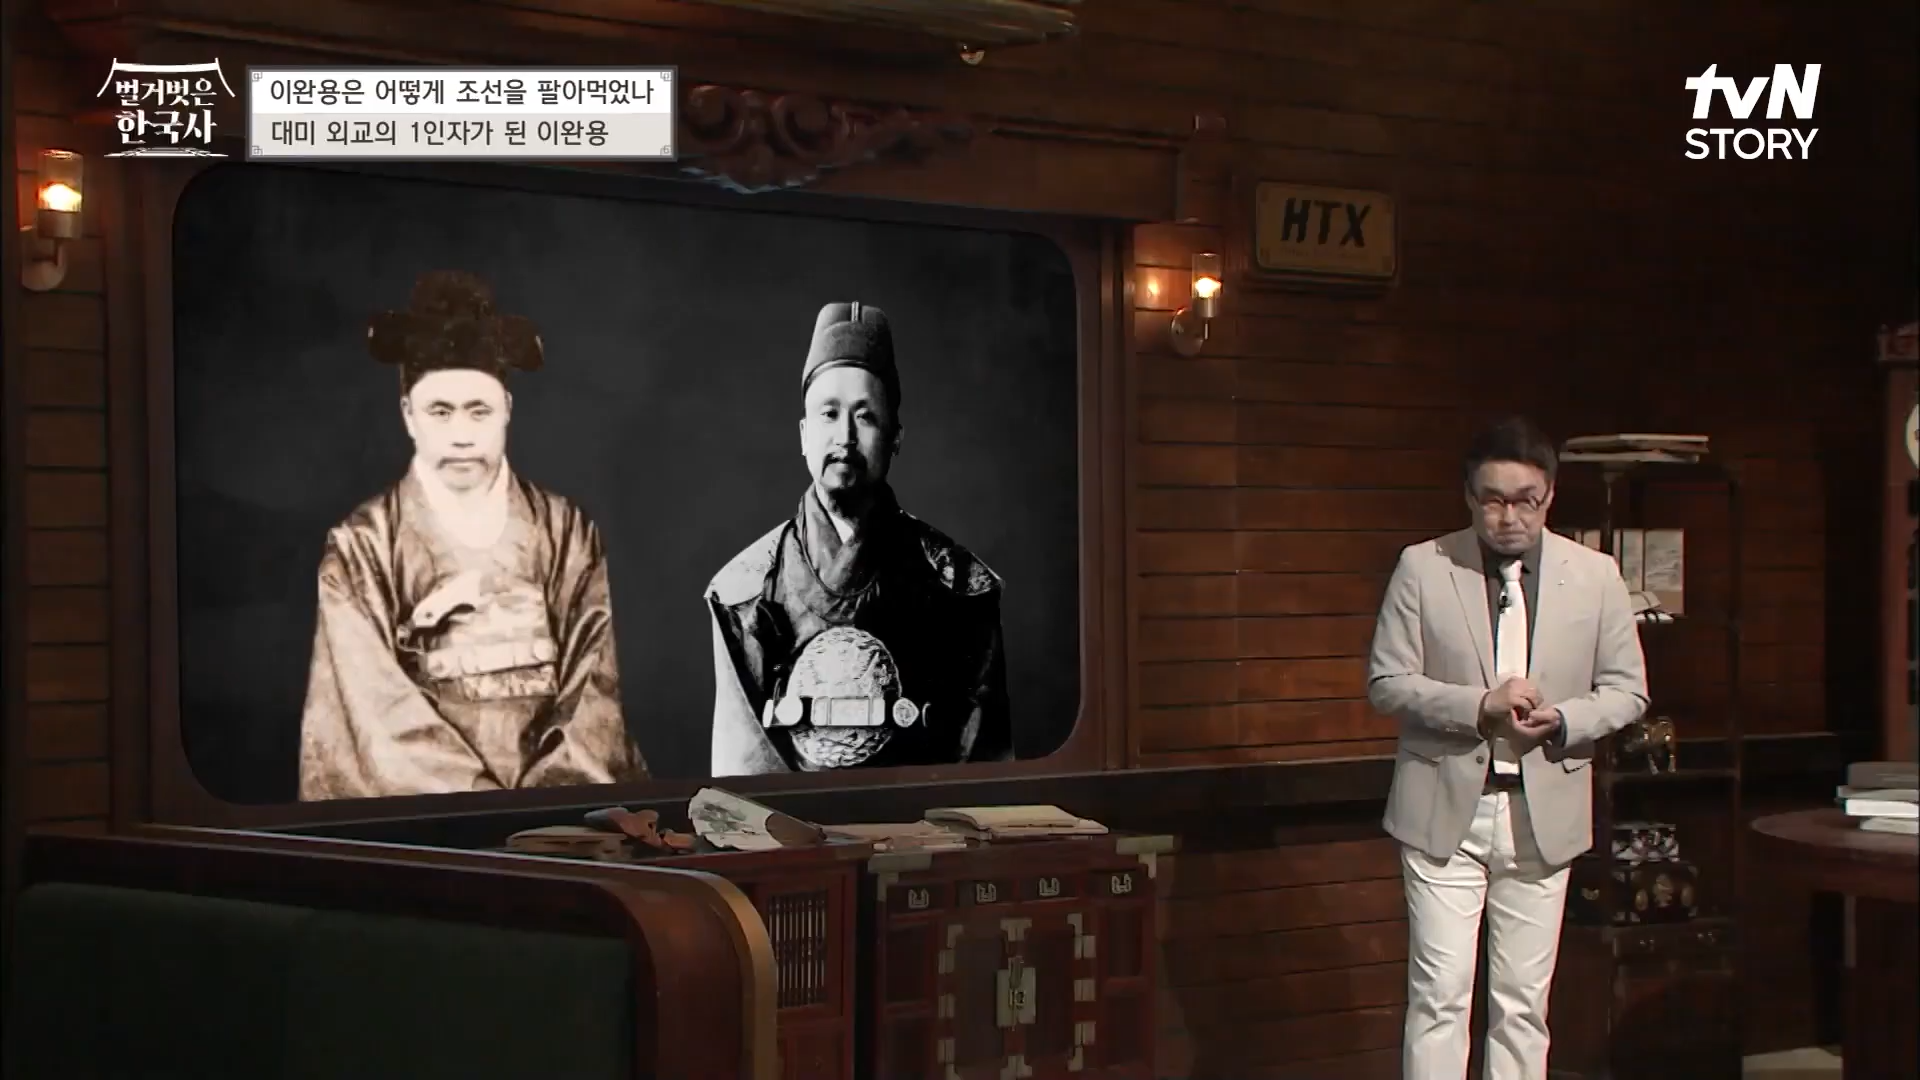 벌거벗은
한국사
이완용은 어떻게 조선을 팔아먹었나
대미 외교의 1인자가 된 이완용
tvN
STORY
HTX